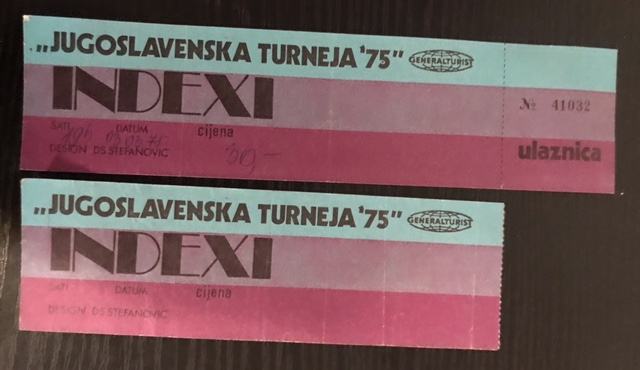 „JUGOSLAVENSKA TURNEJA '75"
GENERALTURIST
INDEXI
№ 41032
SATI DATUM cijena
30,-
DESIGN DS STEFANOVIC
ulaznica
„JUGOSLAVENSKA TURNEJA '75"
GENERALTURIST
INDEXI
SATI DATUM cijena
DESIGN DS STEFANOVIC